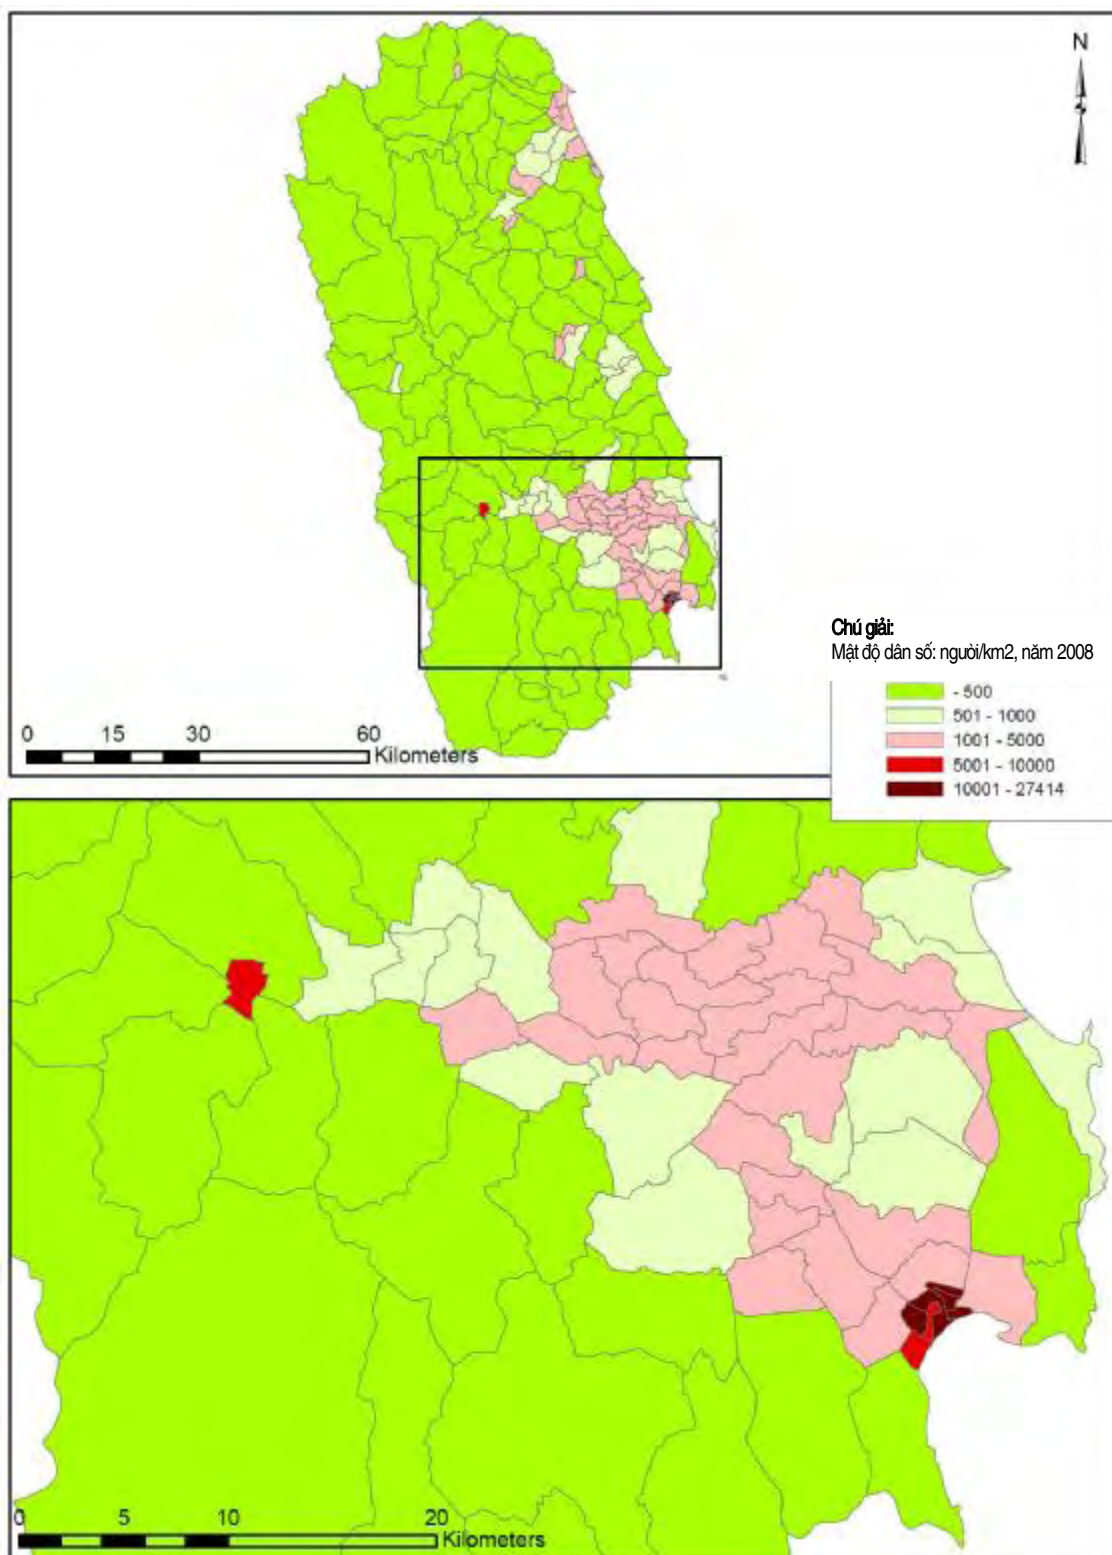 N
Chú giải:
Mật độ dân số: người/km2, năm 2008
- 500
501 - 1000
1001 - 5000
5001 - 10000
10001 - 27414
0 15 30 60
Kilometers
0 5 10 20
Kilometers